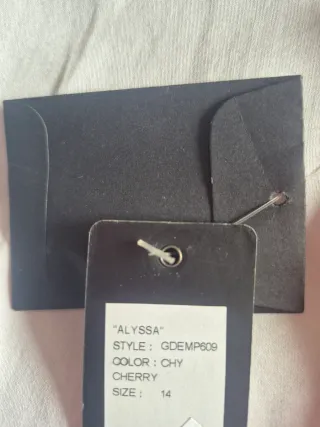 "ALYSSA"
STYLE : GDEMP609
COLOR : CHY
CHERRY
SIZE : 14